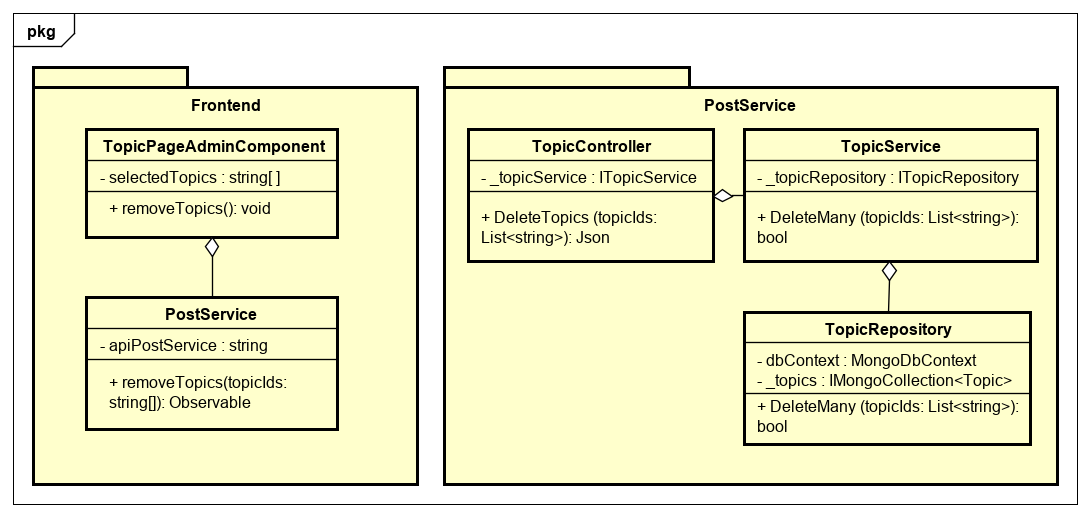 pkg
Frontend
TopicPageAdminComponent
- selectedTopics : string[ ]
+ removeTopics(): void
PostService
- apiPostService : string
+ removeTopics(topicIds:
string[]): Observable
PostService
TopicController
- _topicService : ITopicService
+ DeleteTopics (topicIds:
List<string>): Json
TopicService
- _topicRepository : ITopicRepository
+ DeleteMany (topicIds: List<string>):
bool
TopicRepository
- dbContext : MongoDbContext
- _topics : IMongoCollection<Topic>
+ DeleteMany (topicIds: List<string>):
bool